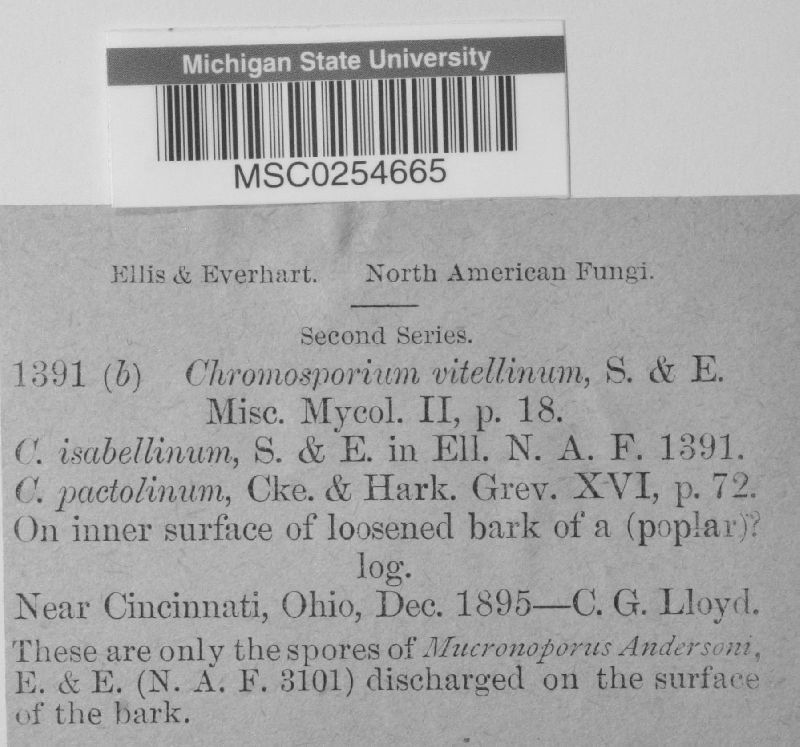 Michigan State University
MSC0254665
Ellis & Everhart. North American Fungi.
Second Series.
1391 (b) Chromosporium vitellinum, S. & E.
Misc. Mycol. II, p. 18.
C. isabellinum, S. & E. in Ell. N. A. F. 1391.
C. pactolinum, Cke. & Hark. Grev. XVI, p. 72.
On inner surface of loosened bark of a (poplar)?
log.
Near Cincinnati, Ohio, Dec. 1895—C. G. Lloyd.
These are only the spores of Mucronoporus Andersoni,
E. & E. (N. A. F. 3101) discharged on the surface
of the bark.